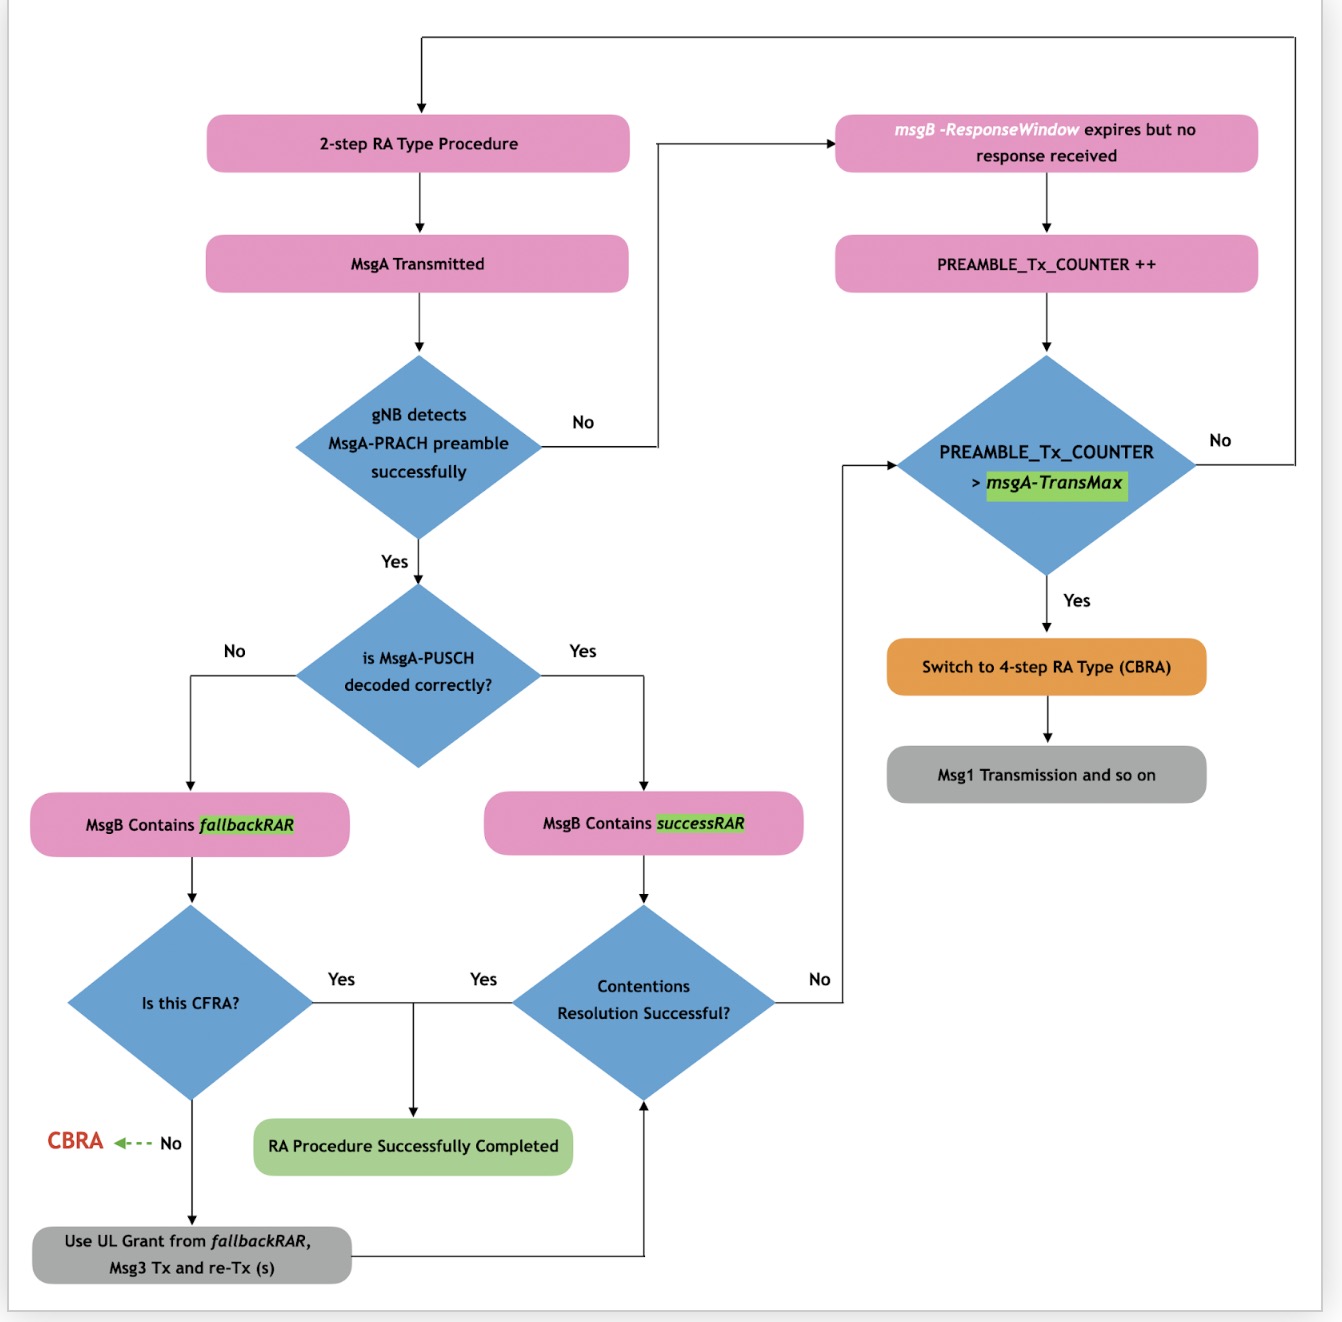 2-step RA Type Procedure
msgB -ResponseWindow expires but no
response received
MsgA Transmitted
PREAMBLE_Tx_COUNTER ++
gNB detects
MsgA-PRACH preamble
successfully
No
PREAMBLE_Tx_COUNTER
> msgA-TransMax
No
Yes
Yes
is MsgA-PUSCH
decoded correctly?
No
Yes
Switch to 4-step RA Type (CBRA)
Msg1 Transmission and so on
MsgB Contains fallbackRAR
MsgB Contains successRAR
Is this CFRA?
Yes
Yes
Contentions
Resolution Successful?
No
CBRA
No
RA Procedure Successfully Completed
Use UL Grant from fallbackRAR,
Msg3 Tx and re-Tx (s)